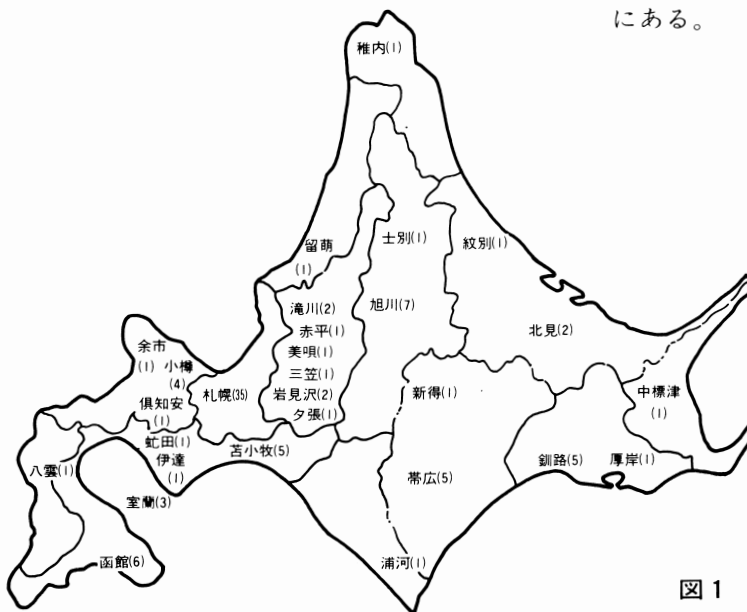 にある。
稚内(1)
留萌
(1)
士別(1)
紋別(1)
滝川(2)
赤平(1)
美唄(1)
三笠(1)
岩見沢(2)
夕張(1)
旭川(7)
北見(2)
余市
(1)
小樽
(4)
倶知安
(1)
札幌(35)
新得(1)
中標津
(1)
虻田(1)
伊達
(1)
苫小牧(5)
八雲(1)
室蘭(3)
帯広(5)
釧路(5)
厚岸(1)
函館(6)
浦河(1)
図1